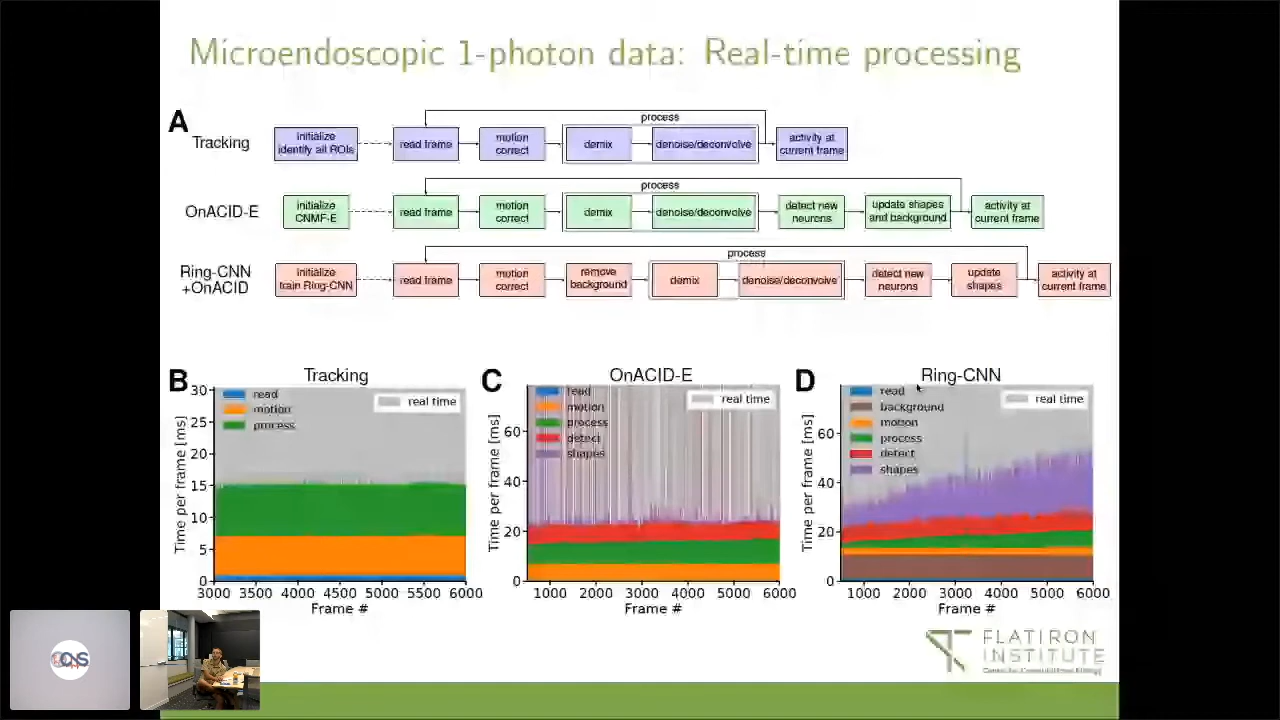 Microendoscopic 1-photon data: Real-time processing
A
Tracking
initialize
identify all ROIs
read frame
motion
correct
process
demix
denoise/deconvolve
activity at
current frame
OnACID-E
initialize
CNMF-E
read frame
motion
correct
process
demix
denoise/deconvolve
detect new
neurons
update shapes
and background
activity at
current frame
Ring-CNN
+OnACID
initialize
train Ring-CNN
read frame
motion
correct
remove
background
process
demix
denoise/deconvolve
detect new
neurons
update
shapes
activity at
current frame
B
Tracking
read
motion
process
real time
Time per frame [ms]
30
25
20
15
10
5
0
3000 3500 4000 4500 5000 5500 6000
Frame #
C
OnACID-E
read
motion
process
detect
shapes
real time
Time per frame [ms]
60
40
20
0
1000 2000 3000 4000 5000 6000
Frame #
D
Ring-CNN
read
background
motion
process
detect
shapes
real time
Time per frame [ms]
60
40
20
0
1000 2000 3000 4000 5000 6000
Frame #
FLATIRON
INSTITUTE